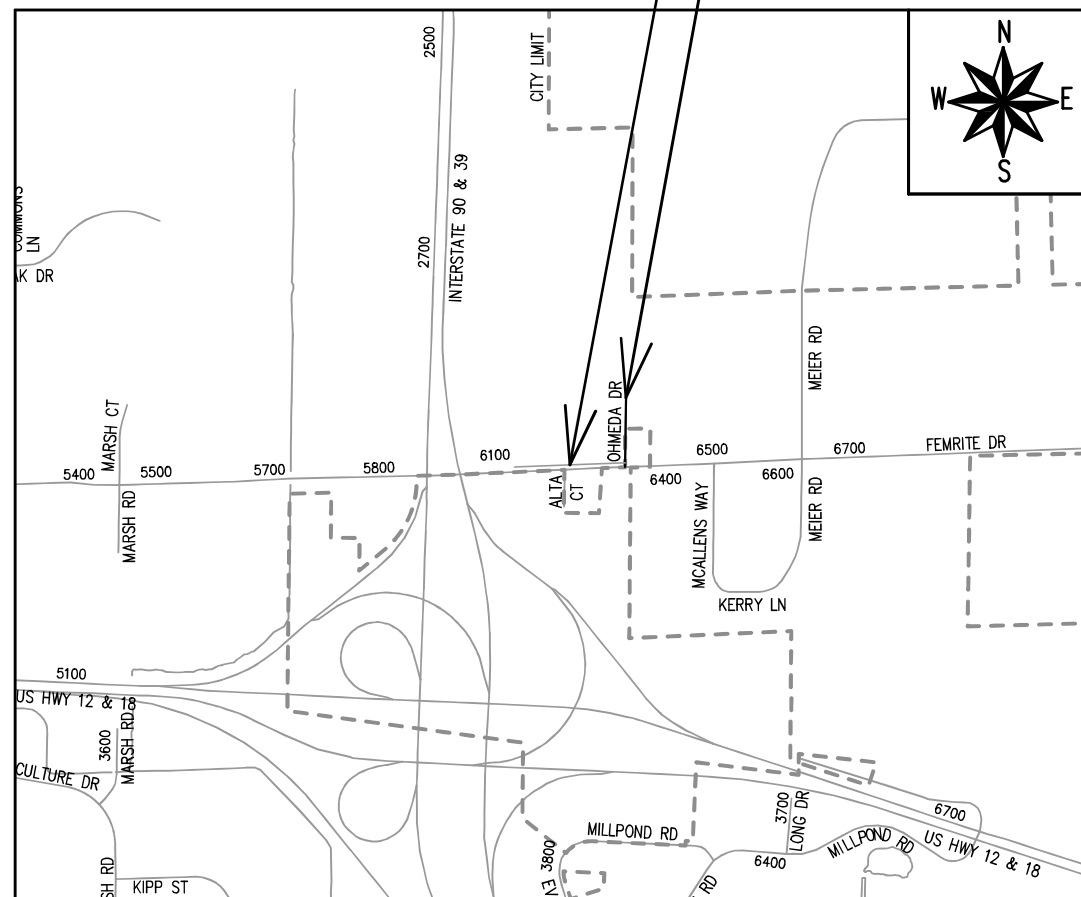 2500
CITY LIMIT
N
W
E
S
INTERSTATE 90 & 39
2700
LN
DR
MEIER RD
MARSH CT
OHMEDA DR
5400
5500
5700
5800
6100
6400
6500
6600
6700
FEMRITE DR
ALTA
CT
MARSH RD
MCALLENS WAY
MEIER RD
KERRY LN
5100
US HWY 12 & 18
3600
MARSH RD
CULTURE DR
3700
LONG DR
6700
MILLPOND RD
3800
6400
MILLPOND RD
US HWY 12 & 18
KIPP ST
RD
RD